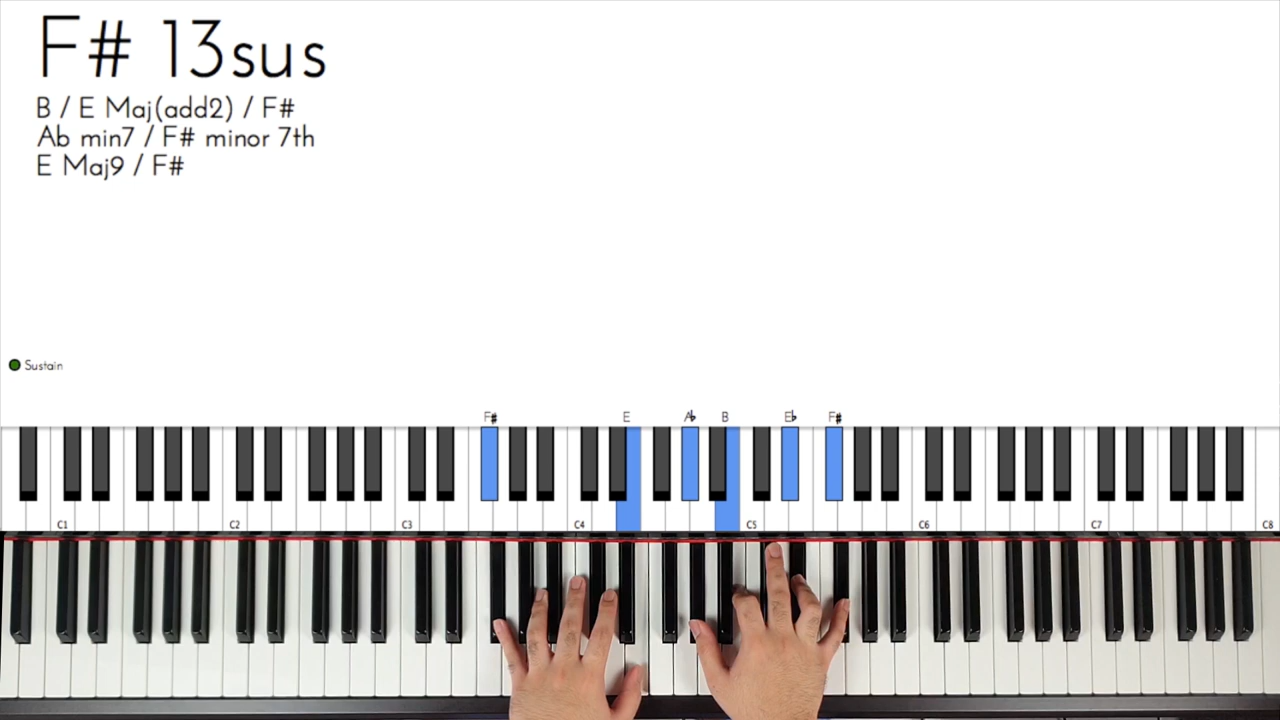 F# 13sus
B / E Maj(add2) / F#
Ab min7 / F# minor 7th
E Maj9 / F#
Sustain
F# E A♭ B E♭ F#
C1 C2 C3 C4 C5 C6 C7 C8